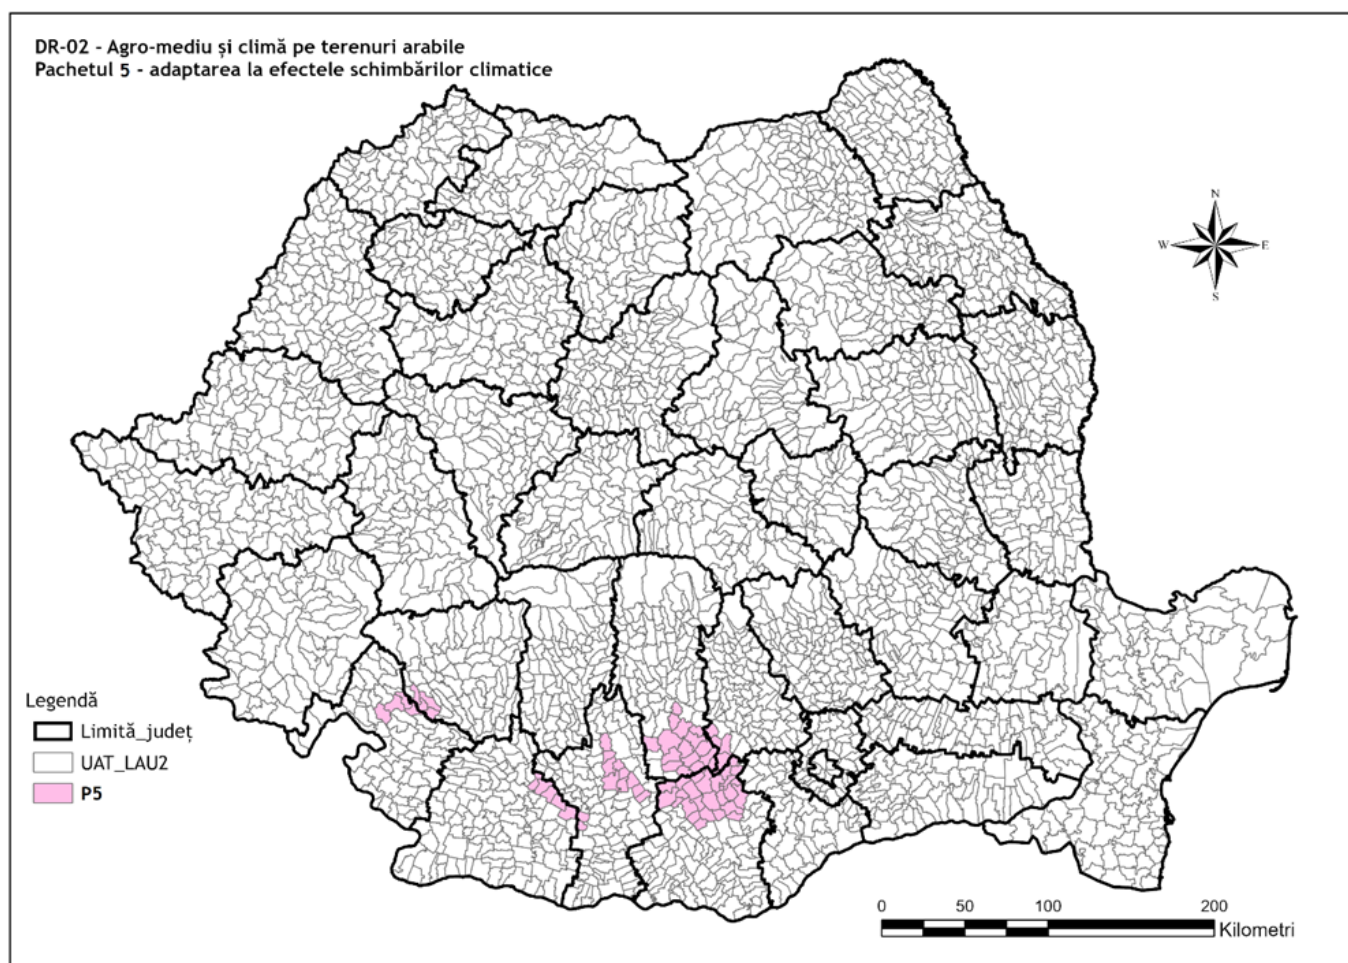 DR-02 - Agro-mediu și climă pe terenuri arabile
Pachetul 5 - adaptarea la efectele schimbărilor climatice
N
W
E
S
Legendă
Limită_județ
UAT_LAU2
P5
0 50 100 200
Kilometri